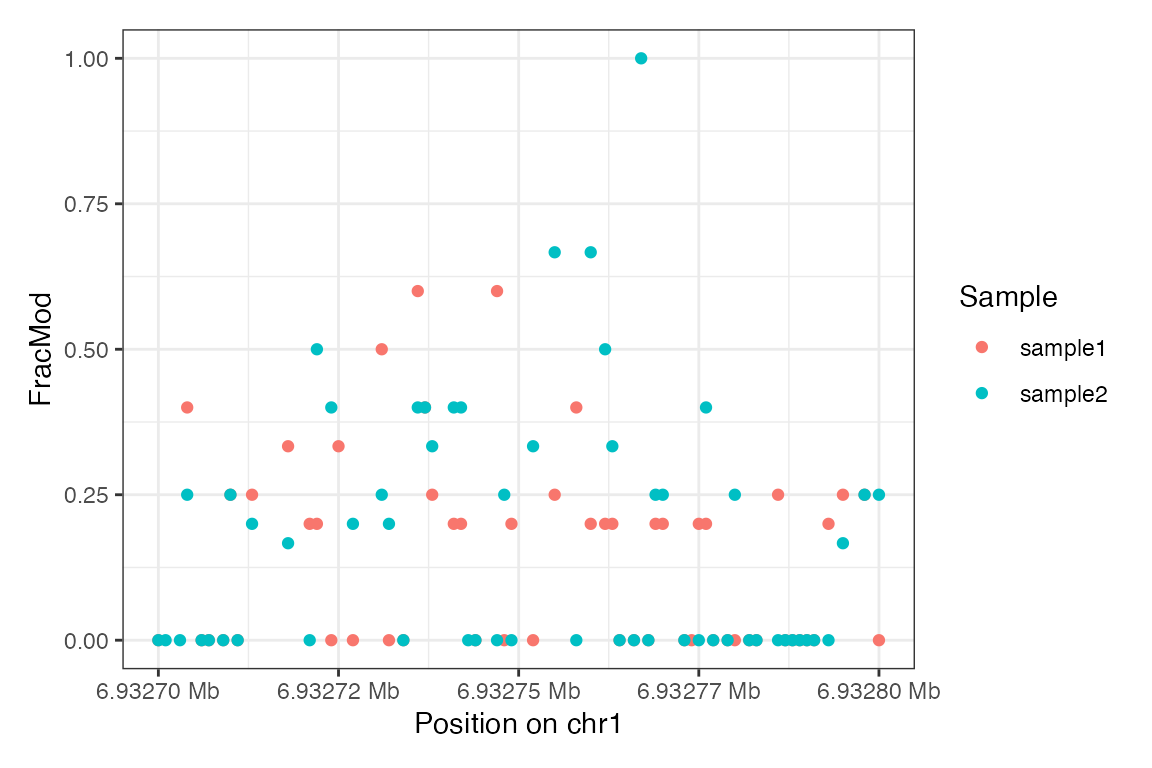 1.00
0.75
0.50
0.25
0.00
FracMod
6.93270 Mb
6.93272 Mb
6.93275 Mb
6.93277 Mb
6.93280 Mb
Position on chr1
Sample
sample1
sample2